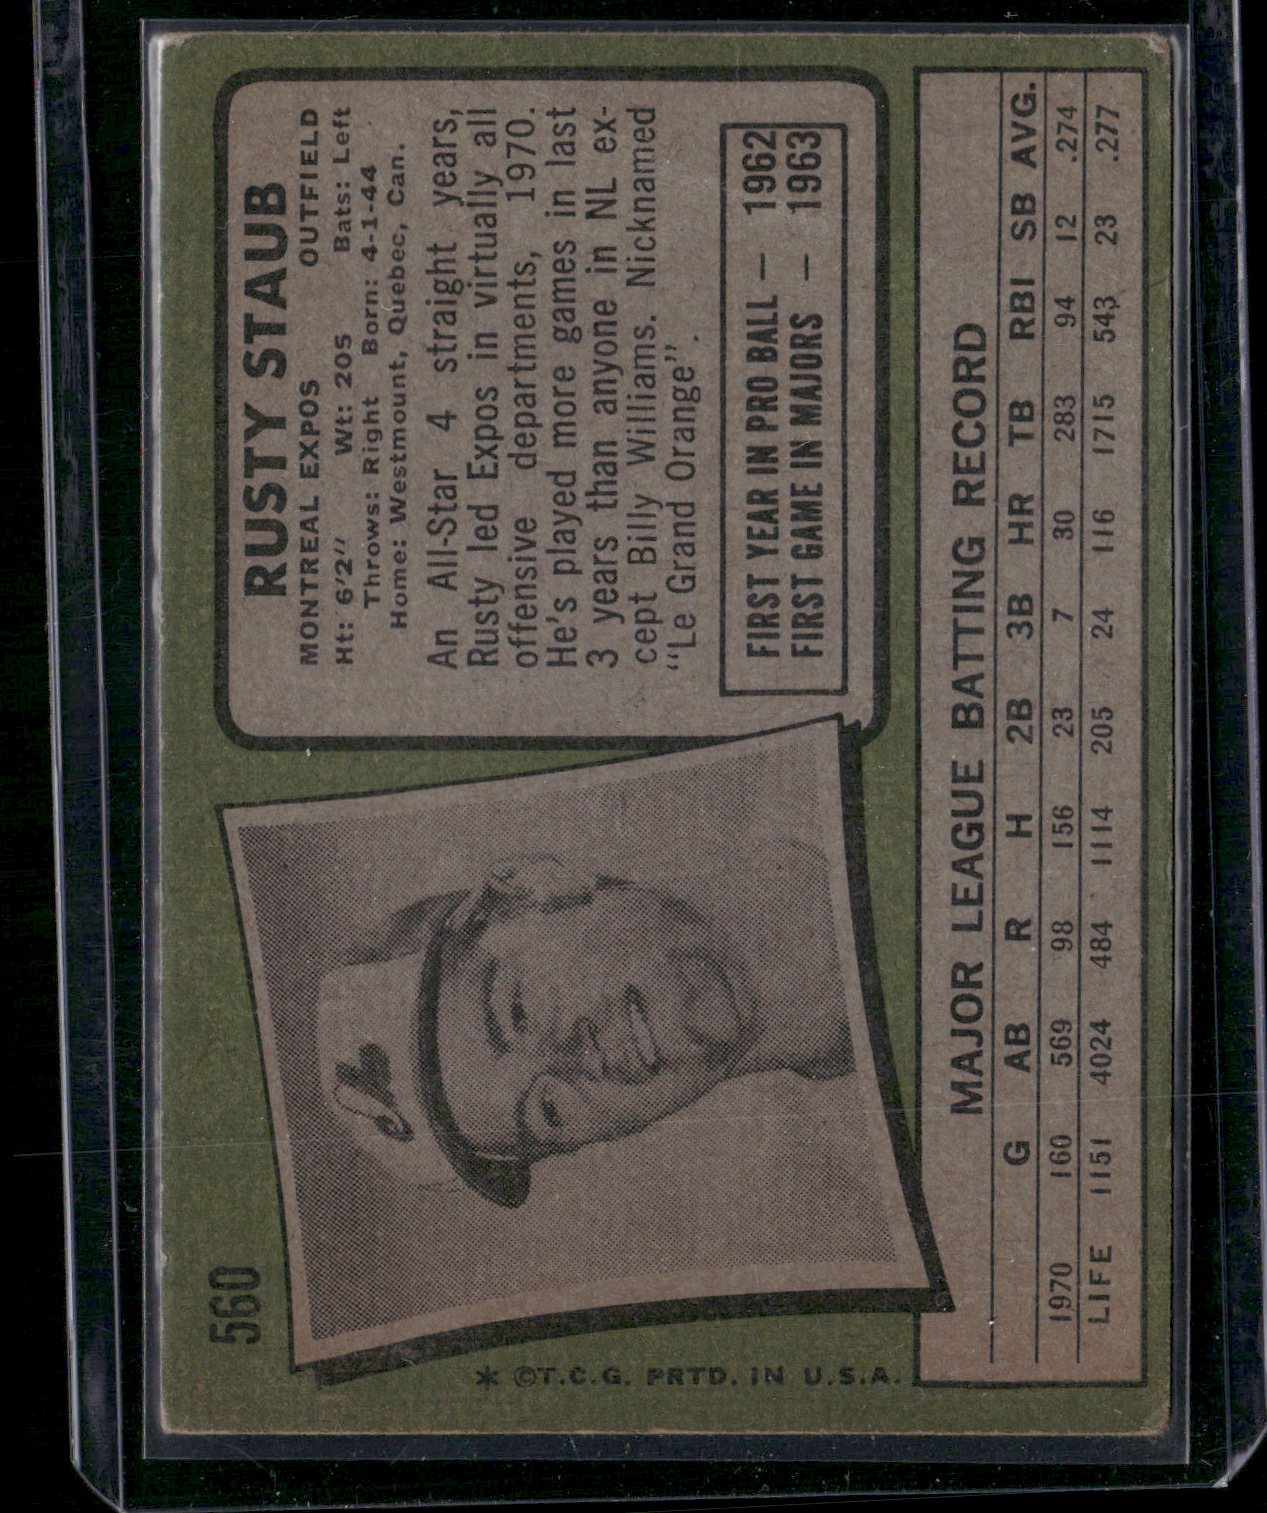 560
RUSTY STAUB
MONTREAL EXPOS OUTFIELD
Ht: 6'2" Wt: 205 Bats: Left
Throws: Right Born: 4-1-44
Home: Westmount, Quebec, Can.
An All-Star 4 straight years,
Rusty led Expos in virtually all
offensive departments, 1970.
He's played more games in last
3 years than anyone in NL ex-
cept Billy Williams. Nicknamed
"Le Grand Orange".
FIRST YEAR IN PRO BALL — 1962
FIRST GAME IN MAJORS — 1963
* ©T.C.G. PRTD. IN U.S.A.
MAJOR LEAGUE BATTING RECORD
G AB R H 2B 3B HR TB RBI SB AVG.
1970 160 569 98 156 23 7 30 283 94 12 .274
LIFE 1151 4024 484 1114 205 24 116 1715 543 23 .277